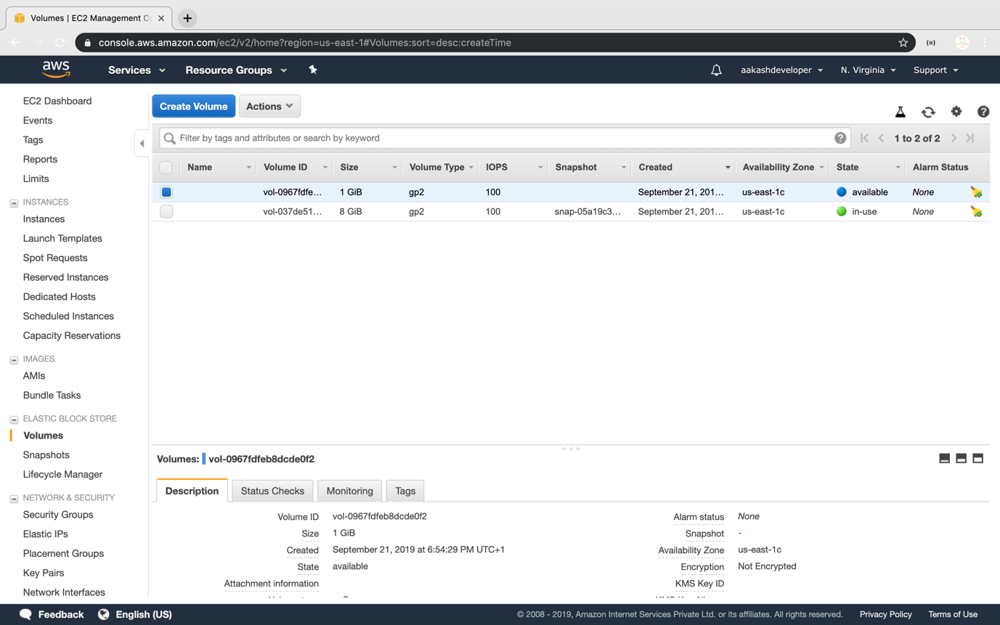 Volumes | EC2 Management Co
console.aws.amazon.com/ec2/v2/home?region=us-east-1#Volumes:sort=desc:createTime
aws Services Resource Groups aakashdeveloper N. Virginia Support
EC2 Dashboard
Events
Tags
Reports
Limits
INSTANCES
Instances
Launch Templates
Spot Requests
Reserved Instances
Dedicated Hosts
Scheduled Instances
Capacity Reservations
IMAGES
AMIs
Bundle Tasks
ELASTIC BLOCK STORE
Volumes
Snapshots
Lifecycle Manager
NETWORK & SECURITY
Security Groups
Elastic IPs
Placement Groups
Key Pairs
Network Interfaces
Create Volume Actions
Filter by tags and attributes or search by keyword 1 to 2 of 2
Name Volume ID Size Volume Type IOPS Snapshot Created Availability Zone State Alarm Status
vol-0967fdfe... 1 GiB gp2 100 September 21, 201... us-east-1c available None
vol-037de51... 8 GiB gp2 100 snap-05a19c3... September 21, 201... us-east-1c in-use None
Volumes: vol-0967fdfeb8dcde0f2
Description Status Checks Monitoring Tags
Volume ID vol-0967fdfeb8dcde0f2 Alarm status None
Size 1 GiB Snapshot -
Created September 21, 2019 at 6:54:29 PM UTC+1 Availability Zone us-east-1c
State available Encryption Not Encrypted
Attachment information KMS Key ID
Feedback English (US) © 2008 - 2019, Amazon Internet Services Private Ltd. or its affiliates. All rights reserved. Privacy Policy Terms of Use